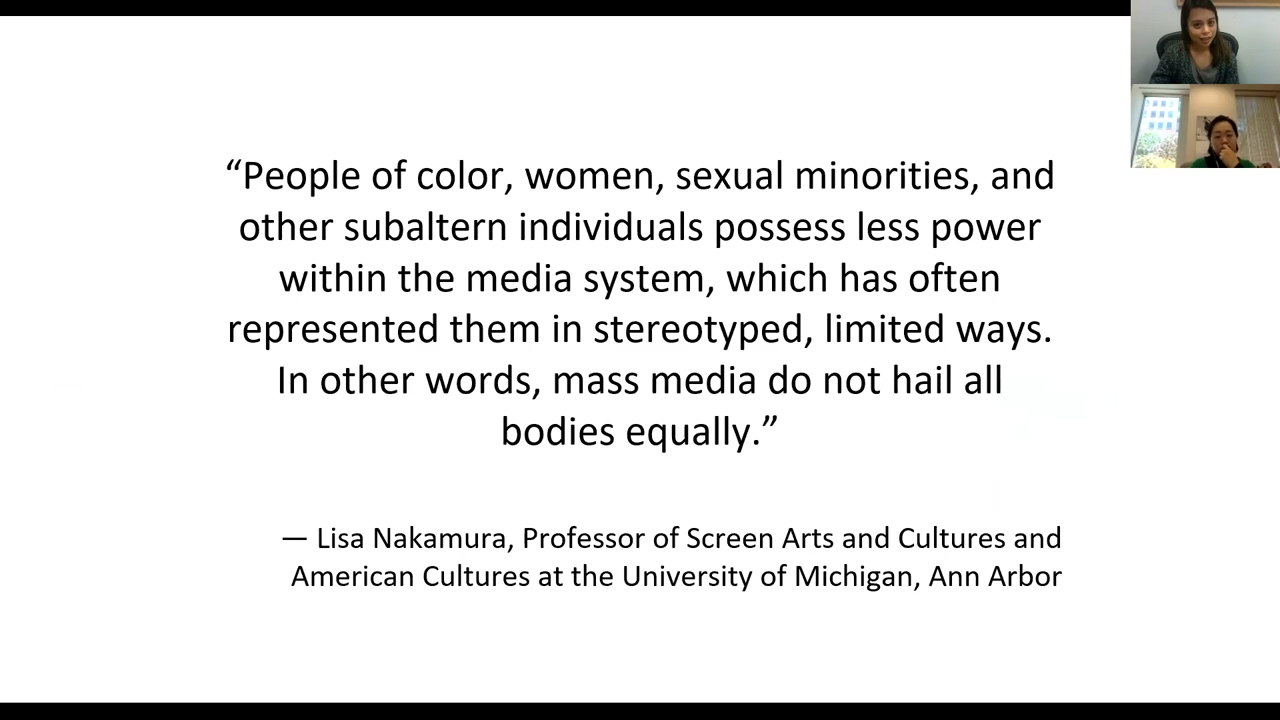 “People of color, women, sexual minorities, and
other subaltern individuals possess less power
within the media system, which has often
represented them in stereotyped, limited ways.
In other words, mass media do not hail all
bodies equally.”
— Lisa Nakamura, Professor of Screen Arts and Cultures and
American Cultures at the University of Michigan, Ann Arbor